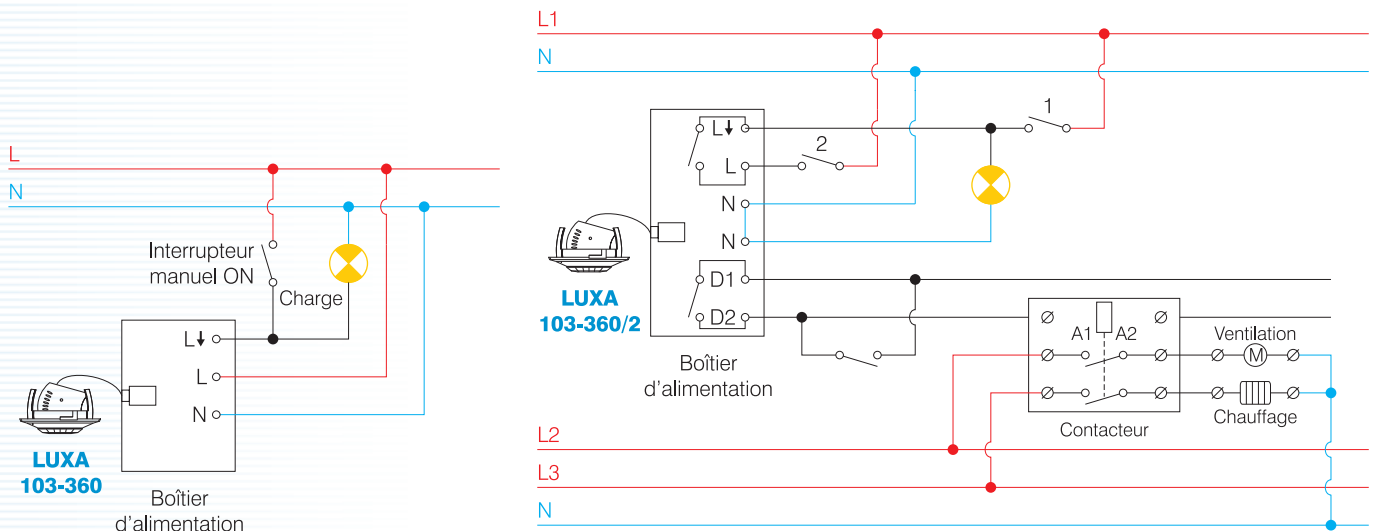 L
N
Interrupteur
manuel ON
Charge
L↓
L
N
LUXA
103-360
Boîtier
d'alimentation
L1
N
1
2
L↓
L
N
N
D1
D2
LUXA
103-360/2
Boîtier
d'alimentation
A1 A2
Ventilation
M
Chauffage
Contacteur
L2
L3
N